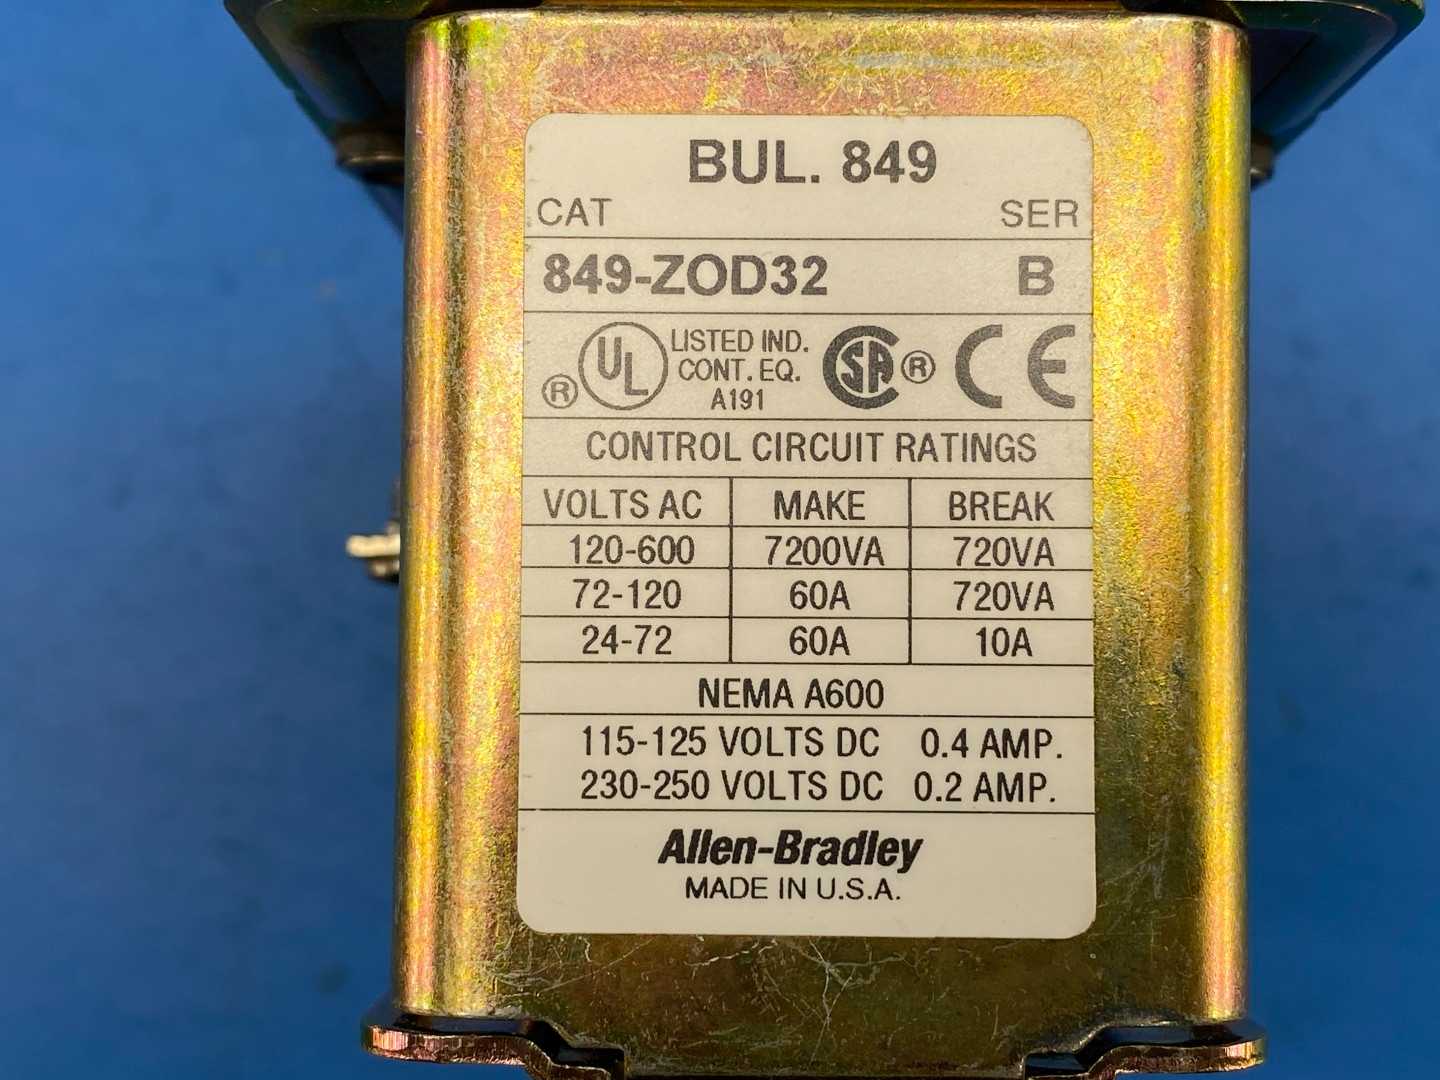 BUL. 849
CAT SER
849-ZOD32 B
® UL LISTED IND. CONT. EQ. A191 CSA ® CE
CONTROL CIRCUIT RATINGS
VOLTS AC MAKE BREAK
120-600 7200VA 720VA
72-120 60A 720VA
24-72 60A 10A
NEMA A600
115-125 VOLTS DC 0.4 AMP.
230-250 VOLTS DC 0.2 AMP.
Allen-Bradley
MADE IN U.S.A.